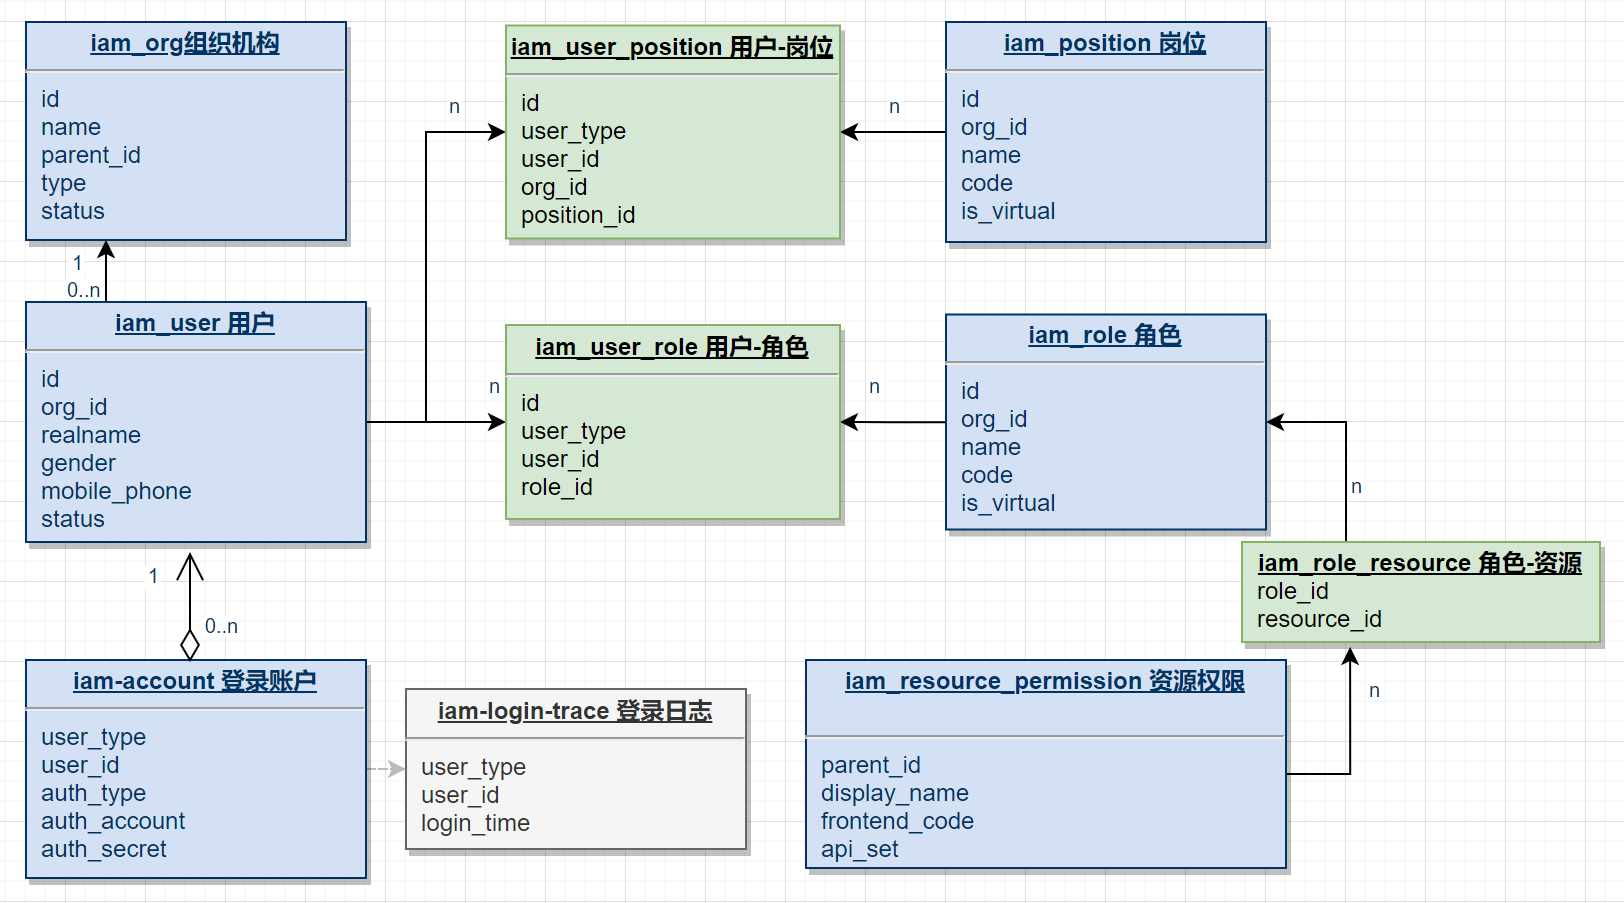 iam_org组织机构
id
name
parent_id
type
status
iam_user_position 用户-岗位
id
user_type
user_id
org_id
position_id
iam_position 岗位
id
org_id
name
code
is_virtual
n
n
1
0..n
iam_user 用户
id
org_id
realname
gender
mobile_phone
status
iam_user_role 用户-角色
id
user_type
user_id
role_id
iam_role 角色
id
org_id
name
code
is_virtual
n
n
n
1
0..n
iam_role_resource 角色-资源
role_id
resource_id
iam-account 登录账户
user_type
user_id
auth_type
auth_account
auth_secret
iam-login-trace 登录日志
user_type
user_id
login_time
iam_resource_permission 资源权限
parent_id
display_name
frontend_code
api_set
n